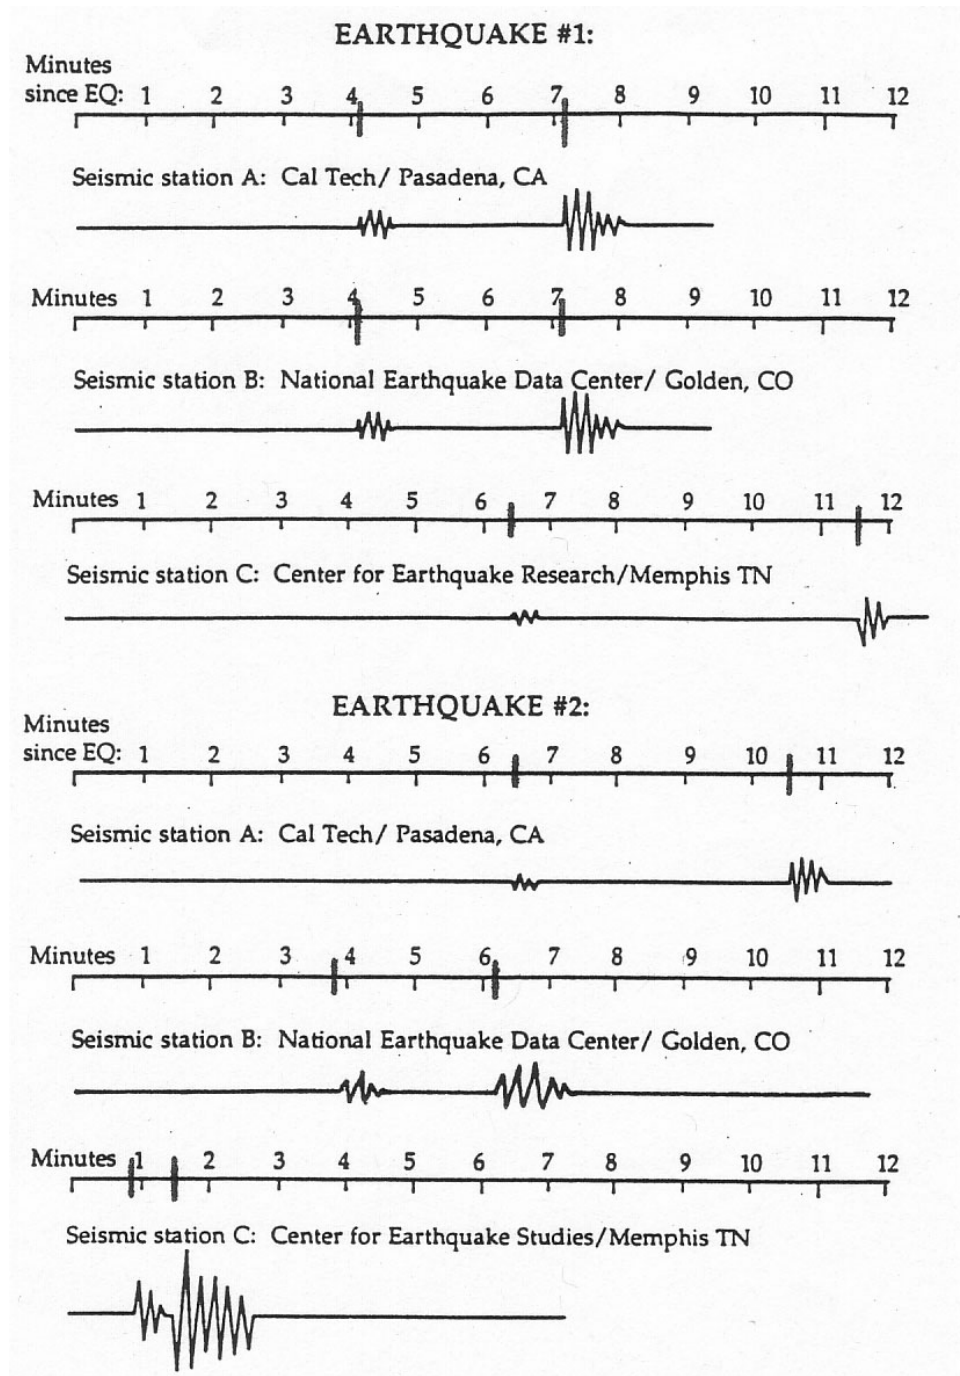 EARTHQUAKE #1:
Minutes
since EQ: 1 2 3 4 5 6 7 8 9 10 11 12
Seismic station A: Cal Tech/ Pasadena, CA
Minutes 1 2 3 4 5 6 7 8 9 10 11 12
Seismic station B: National Earthquake Data Center/ Golden, CO
Minutes 1 2 3 4 5 6 7 8 9 10 11 12
Seismic station C: Center for Earthquake Research/Memphis TN
EARTHQUAKE #2:
Minutes
since EQ: 1 2 3 4 5 6 7 8 9 10 11 12
Seismic station A: Cal Tech/ Pasadena, CA
Minutes 1 2 3 4 5 6 7 8 9 10 11 12
Seismic station B: National Earthquake Data Center/ Golden, CO
Minutes 1 2 3 4 5 6 7 8 9 10 11 12
Seismic station C: Center for Earthquake Studies/Memphis TN